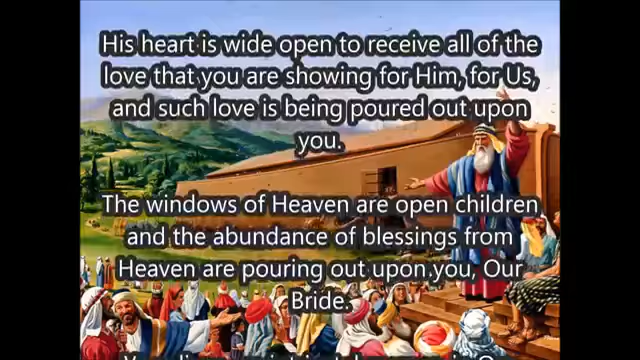 His heart is wide open to receive all of the
love that you are showing for Him, for Us,
and such love is being poured out upon
you.
The windows of Heaven are open children
and the abundance of blessings from
Heaven are pouring out upon you, Our
Bride.